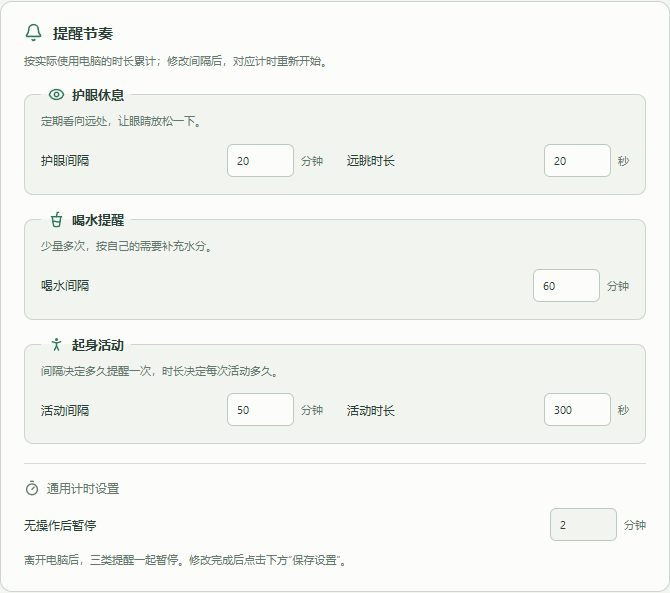 提醒节奏
按实际使用电脑的时长累计；修改间隔后，对应计时重新开始。
护眼休息
定期看向远处，让眼睛放松一下。
护眼间隔 20 分钟 远眺时长 20 秒
喝水提醒
少量多次，按自己的需要补充水分。
喝水间隔 60 分钟
起身活动
间隔决定多久提醒一次，时长决定每次活动多久。
活动间隔 50 分钟 活动时长 300 秒
通用计时设置
无操作后暂停 2 分钟
离开电脑后，三类提醒一起暂停。修改完成后点击下方“保存设置”。